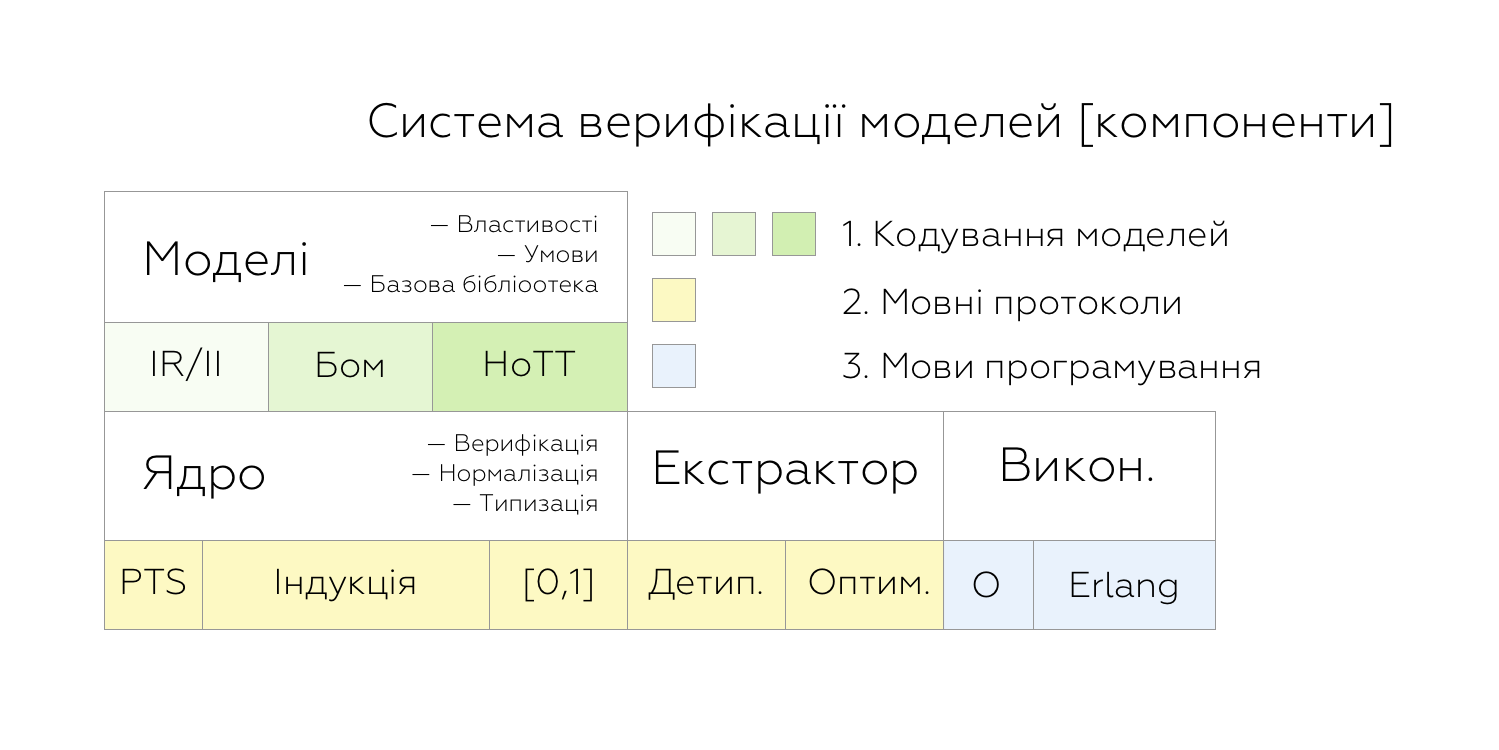 Система верифікації моделей [компоненти]
Моделі
— Властивості
— Умови
— Базова бібліоотека
IR/II
Бом
HoTT
1. Кодування моделей
2. Мовні протоколи
3. Мови програмування
Ядро
— Верифікація
— Нормалізація
— Типизація
Екстрактор
Викон.
PTS
Індукція
[0,1]
Детип.
Оптим.
O
Erlang